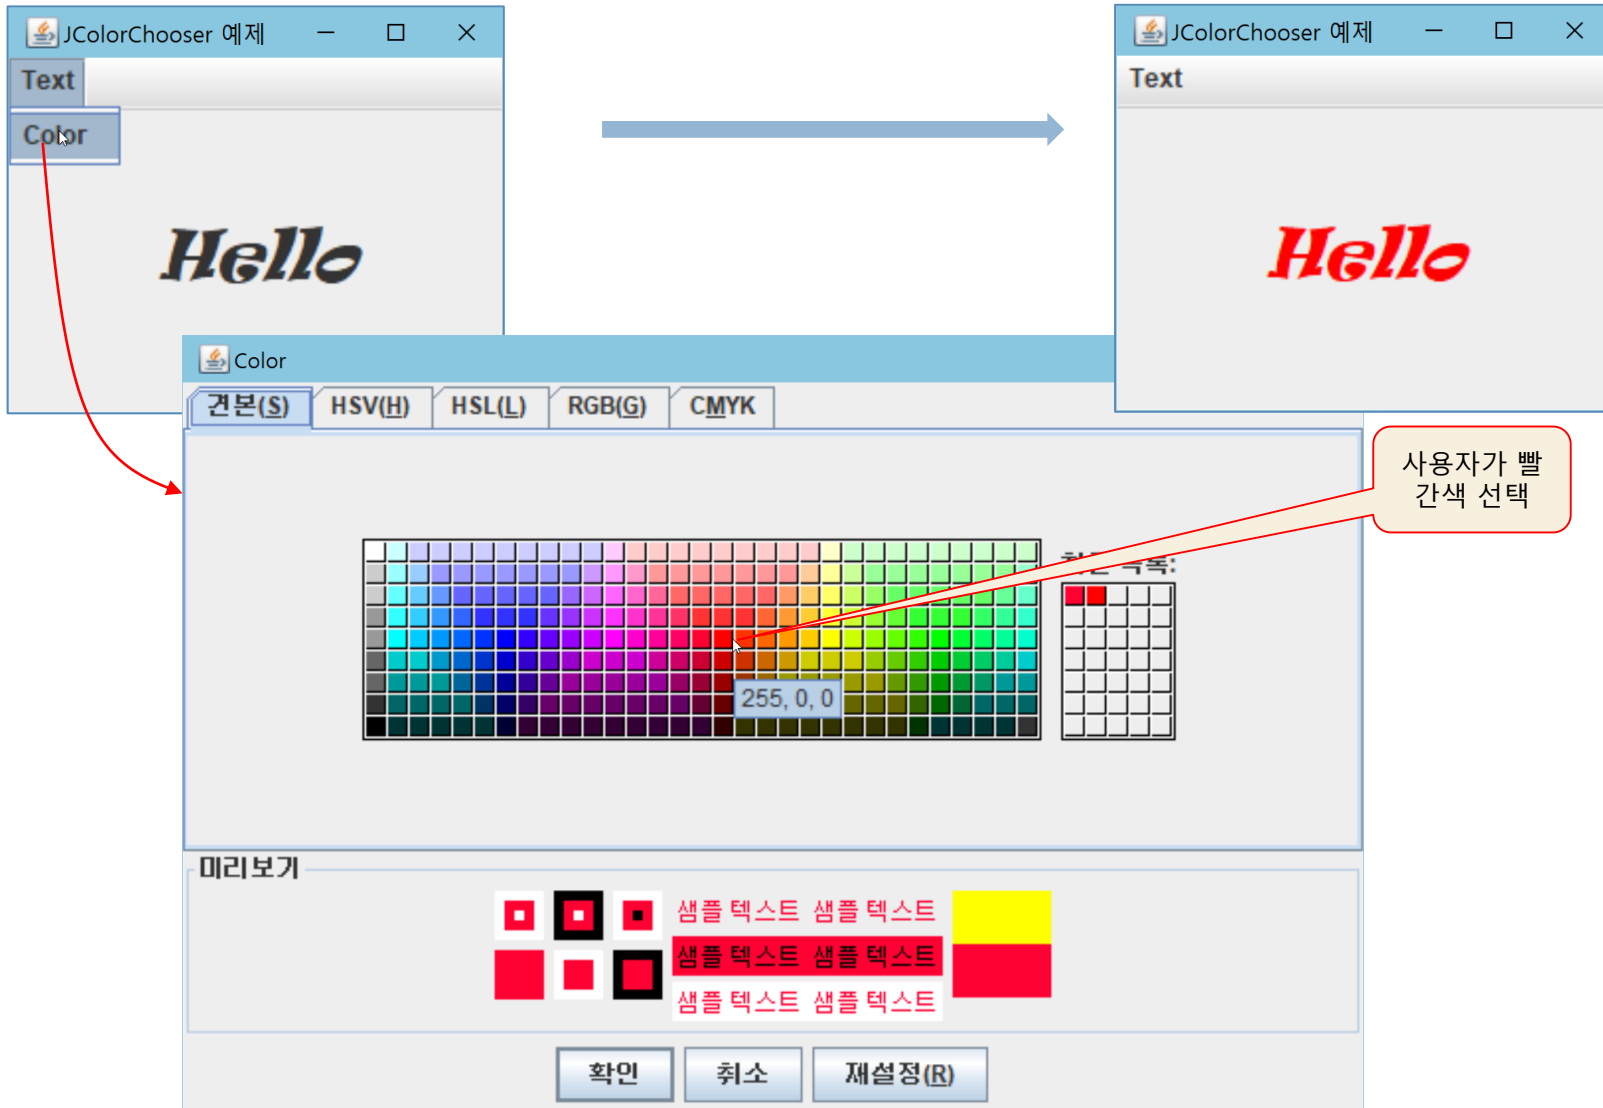 JColorChooser 예제
Text
Color
Hello
JColorChooser 예제
Text
Hello
Color
견본(S)
HSV(H)
HSL(L)
RGB(G)
CMYK
사용자가 빨
간색 선택
255, 0, 0
미리보기
샘플 텍스트 샘플 텍스트
샘플 텍스트 샘플 텍스트
샘플 텍스트 샘플 텍스트
확인
취소
재설정(R)